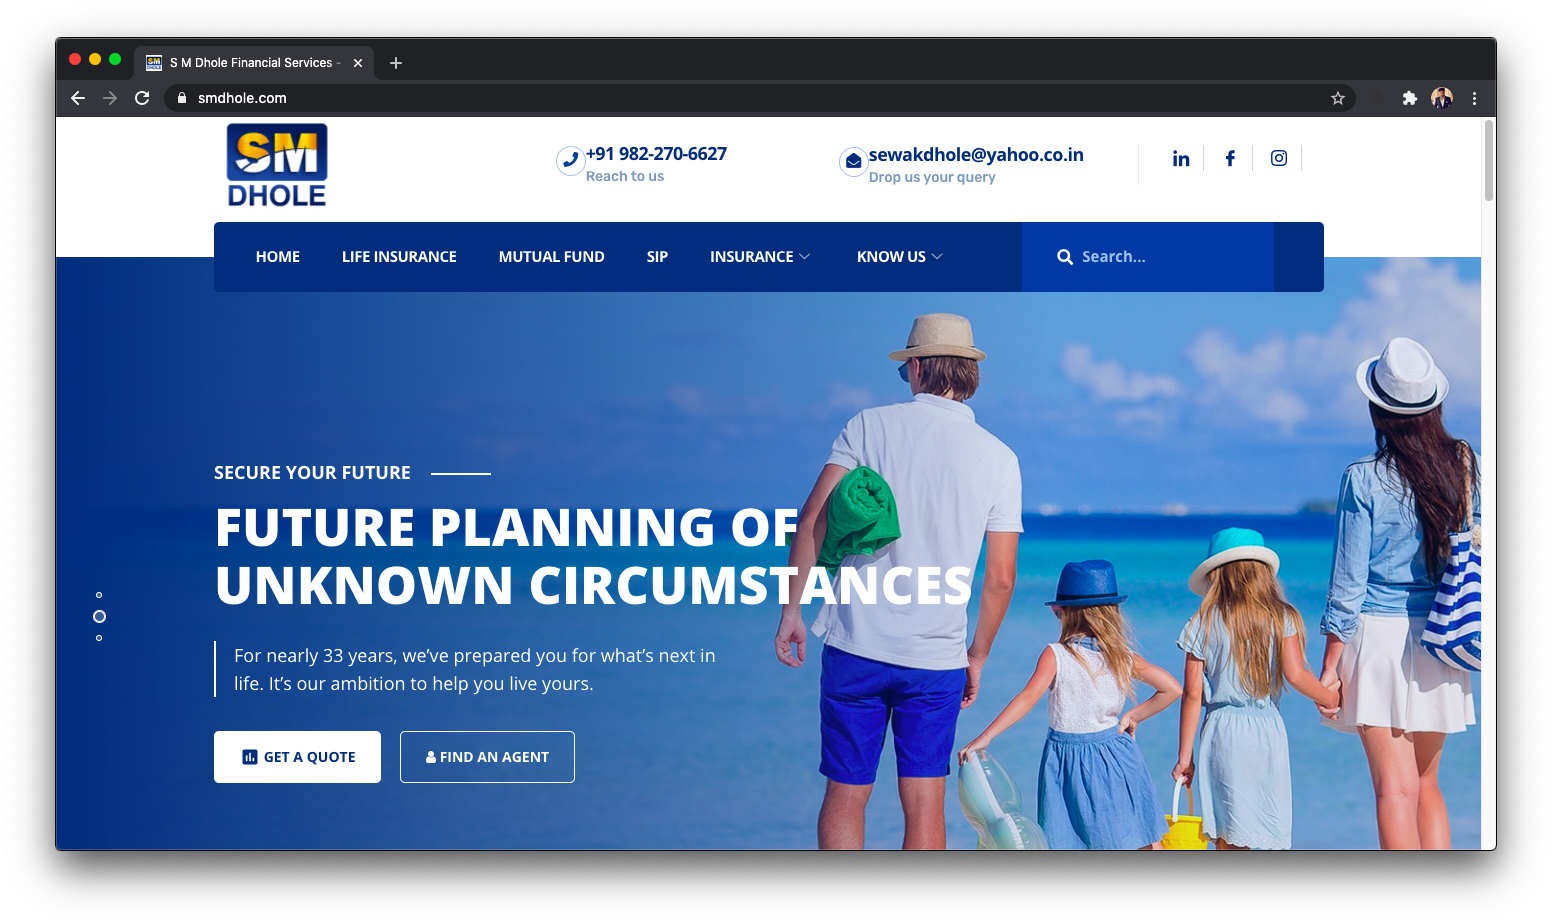 S M Dhole Financial Services -
smdhole.com
SM
DHOLE
+91 982-270-6627
Reach to us
sewakdhole@yahoo.co.in
Drop us your query
HOME LIFE INSURANCE MUTUAL FUND SIP INSURANCE KNOW US Search...
SECURE YOUR FUTURE
FUTURE PLANNING OF
UNKNOWN CIRCUMSTANCES
For nearly 33 years, we’ve prepared you for what’s next in
life. It’s our ambition to help you live yours.
GET A QUOTE FIND AN AGENT